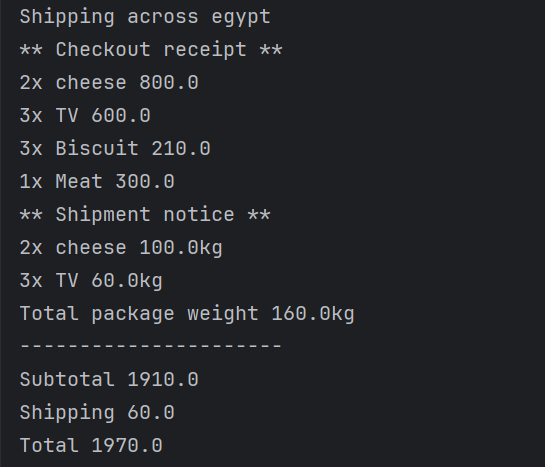 Shipping across egypt
** Checkout receipt **
2x cheese 800.0
3x TV 600.0
3x Biscuit 210.0
1x Meat 300.0
** Shipment notice **
2x cheese 100.0kg
3x TV 60.0kg
Total package weight 160.0kg
----------------------
Subtotal 1910.0
Shipping 60.0
Total 1970.0